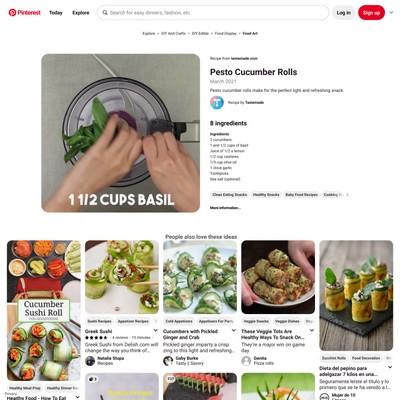 Pinterest
Today
Explore
Search for easy dinners, fashion, etc.
Log in
Sign up
Explore
DIY And Crafts
DIY Edible
Food Display
Food Art
Recipe from tastemade.com
Pesto Cucumber Rolls
March 2021
Pesto cucumber rolls make for the perfect light and refreshing snack.
Recipe by Tastemade
8 ingredients
Ingredients
2 cucumbers
1 and 1/2 cups of basil
Juice of 1/2 a lemon
1/2 cup cashews
1/3 cup olive oil
1 clove garlic
Toothpicks
Sea salt (optional)
Clean Eating Snacks
Healthy Snacks
Baby Food Recipes
Cooking
More information...
1 1/2 CUPS BASIL
People also love these ideas
Cucumber
Sushi Roll
Healthy Meal Prep
Healthy Dinner
Healthy Food - How To Eat
Privacy
Sushi Recipes
Appetizer Recipes
Greek Sushi
4 reviews · 15 minutes
Greek Sushi from Delish.com will
change the way you think of...
Natalia Stupa
Recipes
Cold Appetizers
Appetizers For Party
Cucumbers with Pickled
Ginger and Crab
Pickled ginger imparts a crisp
zing to this light and refreshing...
Gaby Burke
Tasty & Savory
Veggie Snacks
Veggie Dishes
These Veggie Tots Are
Healthy Ways To Snack On...
They're a major win on game
day.
Genita
Pizza rolls
Zucchini Rolls
Food Decoration
Dieta del pepino para
adelgazar 7 kilos en una...
Seguramente leíste el título y lo
primero que se te ha venido a...
Mujer de 10